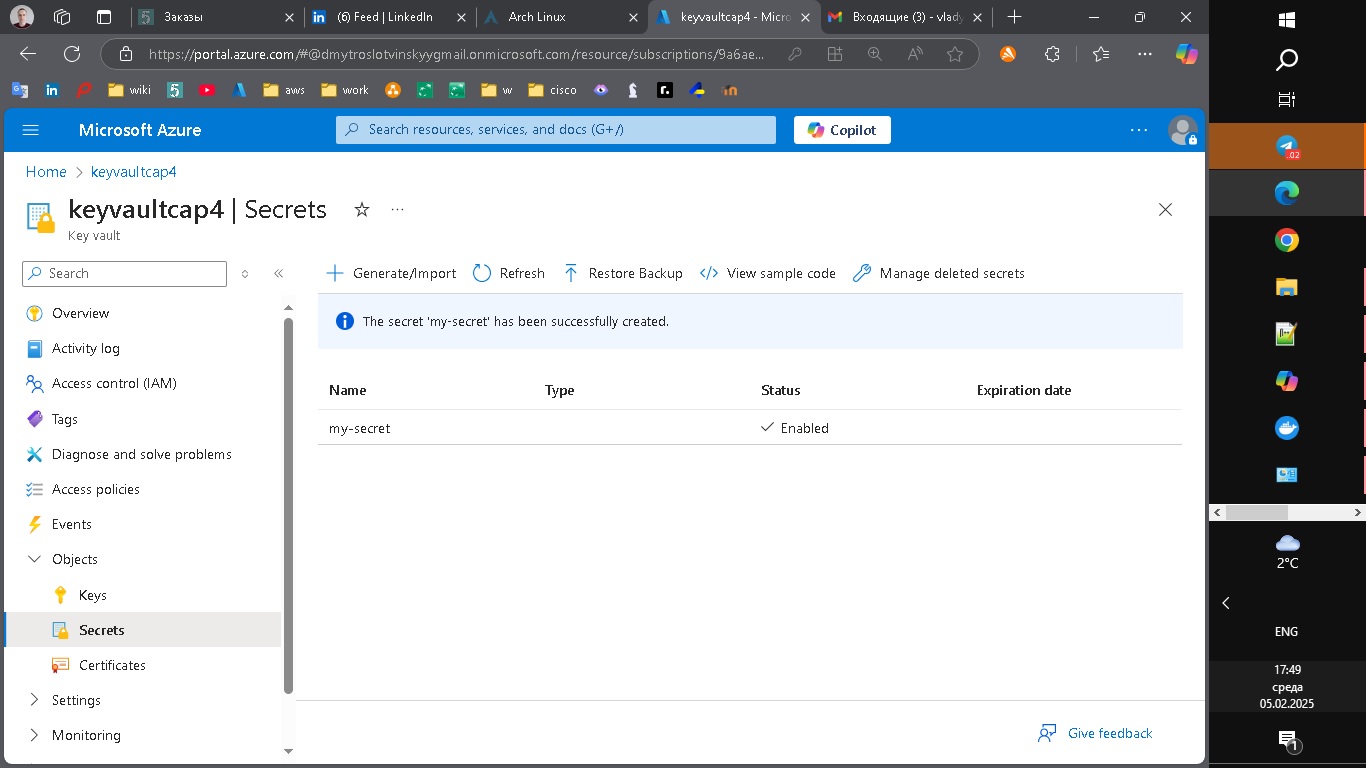 Заказы
(6) Feed | LinkedIn
Arch Linux
keyvaultcap4 - Micro
Входящие (3) - vlady
https://portal.azure.com/#@dmytroslotvinskyygmail.onmicrosoft.com/resource/subscriptions/9a6ae...
wiki
aws
work
w
cisco
Microsoft Azure
Search resources, services, and docs (G+/)
Copilot
Home > keyvaultcap4
keyvaultcap4 | Secrets
Key vault
Search
Generate/Import
Refresh
Restore Backup
View sample code
Manage deleted secrets
Overview
Activity log
Access control (IAM)
Tags
Diagnose and solve problems
Access policies
Events
Objects
Keys
Secrets
Certificates
Settings
Monitoring
The secret 'my-secret' has been successfully created.
Name Type Status Expiration date
my-secret Enabled
Give feedback
.02
2°C
ENG
17:49
среда
05.02.2025
1